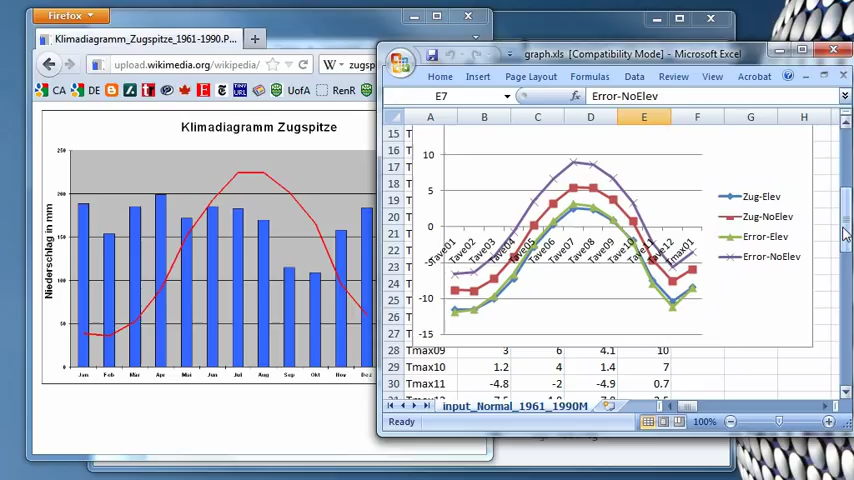 Firefox
Klimadiagramm_Zugspitze_1961-1990.P...
upload.wikimedia.org/wikipedia/
W
zugsp
CA
DE
UofA
RenR
Klimadiagramm Zugspitze
Niederschlag in mm
250
200
150
100
50
0
Jan Feb Mär Apr Mai Jun Jul Aug Sep Okt Nov Dez
graph.xls [Compatibility Mode] - Microsoft Excel
Home Insert Page Layout Formulas Data Review View Acrobat
E7
fx
Error-NoElev
A B C D E F G H
15 T
16 T
17 T
18 T
19 T
20 T
21 T
22 T
23 T
24 T
25 T
26 T
27 T
10
5
0
-5
-10
-15
Tave01 Tave02 Tave03 Tave04 Tave05 Tave06 Tave07 Tave08 Tave09 Tave10 Tave11 Tave12 Tmax01
Zug-Elev
Zug-NoElev
Error-Elev
Error-NoElev
28 Tmax09 3 6 4.1 10
29 Tmax10 1.2 4 1.4 7
30 Tmax11 -4.8 -2 -4.9 0.7
input_Normal_1961_1990M
Ready
100%